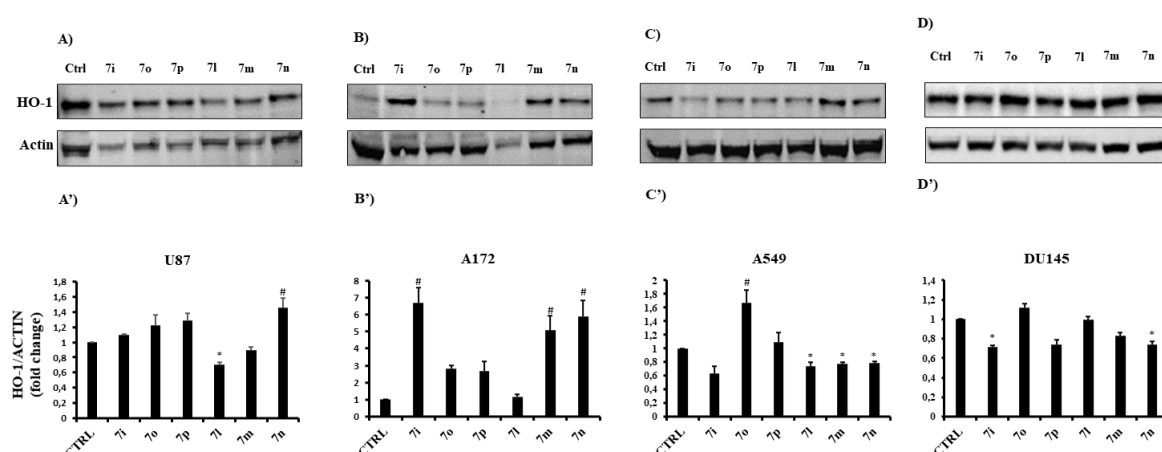 A) B) C) D)
Ctrl 7i 7o 7p 7l 7m 7n Ctrl 7i 7o 7p 7l 7m 7n Ctrl 7i 7o 7p 7l 7m 7n Ctrl 7i 7o 7p 7l 7m 7n
HO-1
Actin
A’) B’) C’) D’)
U87 A172 A549 DU145
HO-1/ACTIN
(fold change)
1,8
1,6
1,4
1,2
1
0,8
0,6
0,4
0,2
0
* #
CTRL 7i 7o 7p 7l 7m 7n
8
7
6
5
4
3
2
1
0
# # #
CTRL 7i 7o 7p 7l 7m 7n
2
1,8
1,6
1,4
1,2
1
0,8
0,6
0,4
0,2
0
# * * *
CTRL 7i 7o 7p 7l 7m 7n
1,4
1,2
1
0,8
0,6
0,4
0,2
0
* *
CTRL 7i 7o 7p 7l 7m 7n